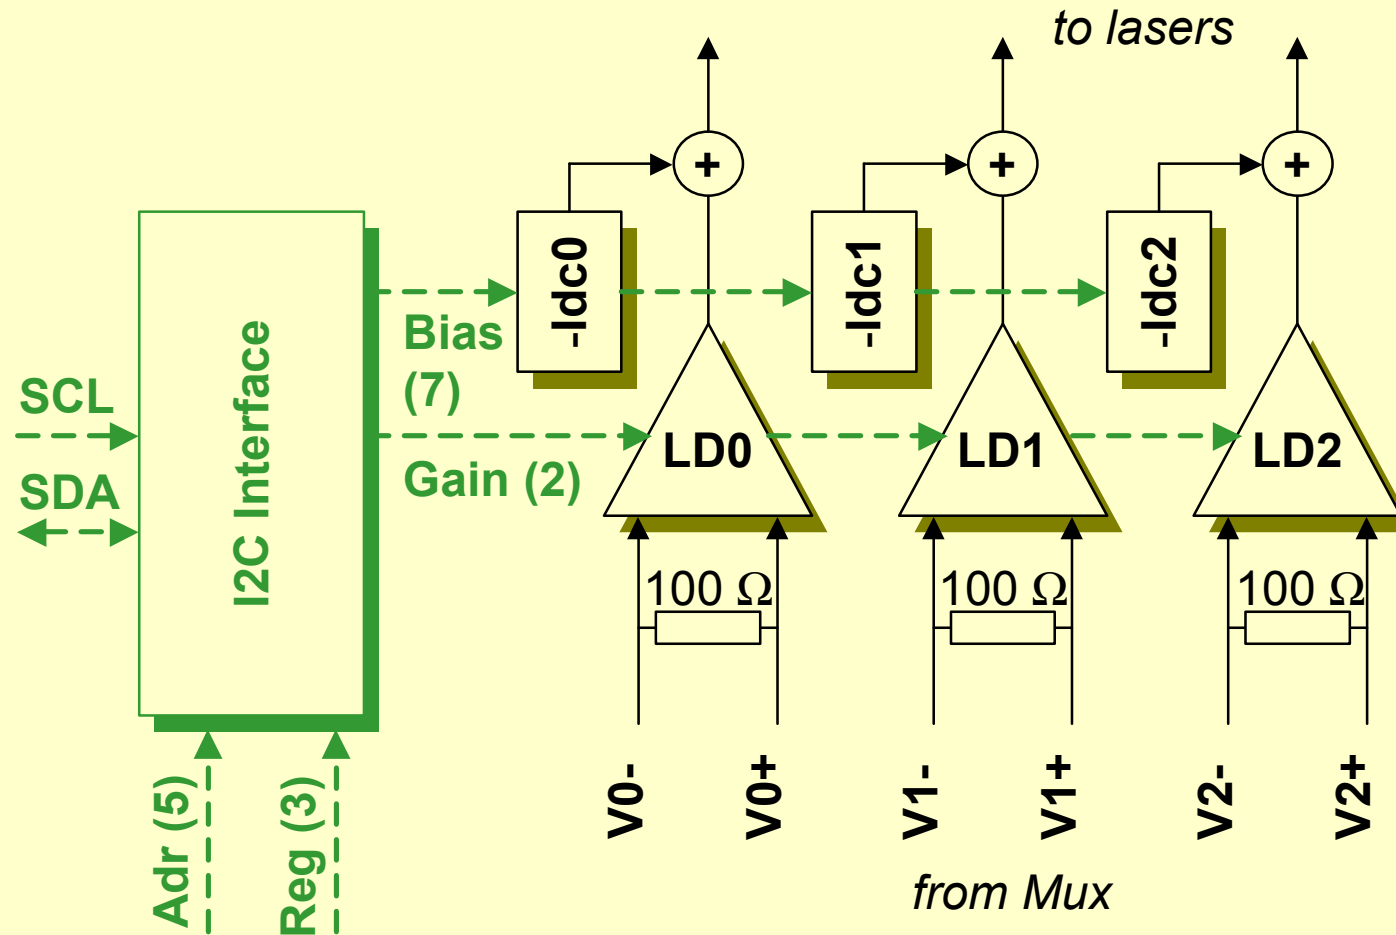 to lasers
+
+
+
-Idc0
-Idc1
-Idc2
Bias
(7)
SCL
SDA
I2C Interface
Gain (2)
LD0
LD1
LD2
100 Ω
100 Ω
100 Ω
Adr (5)
Reg (3)
V0-
V0+
V1-
V1+
V2-
V2+
from Mux